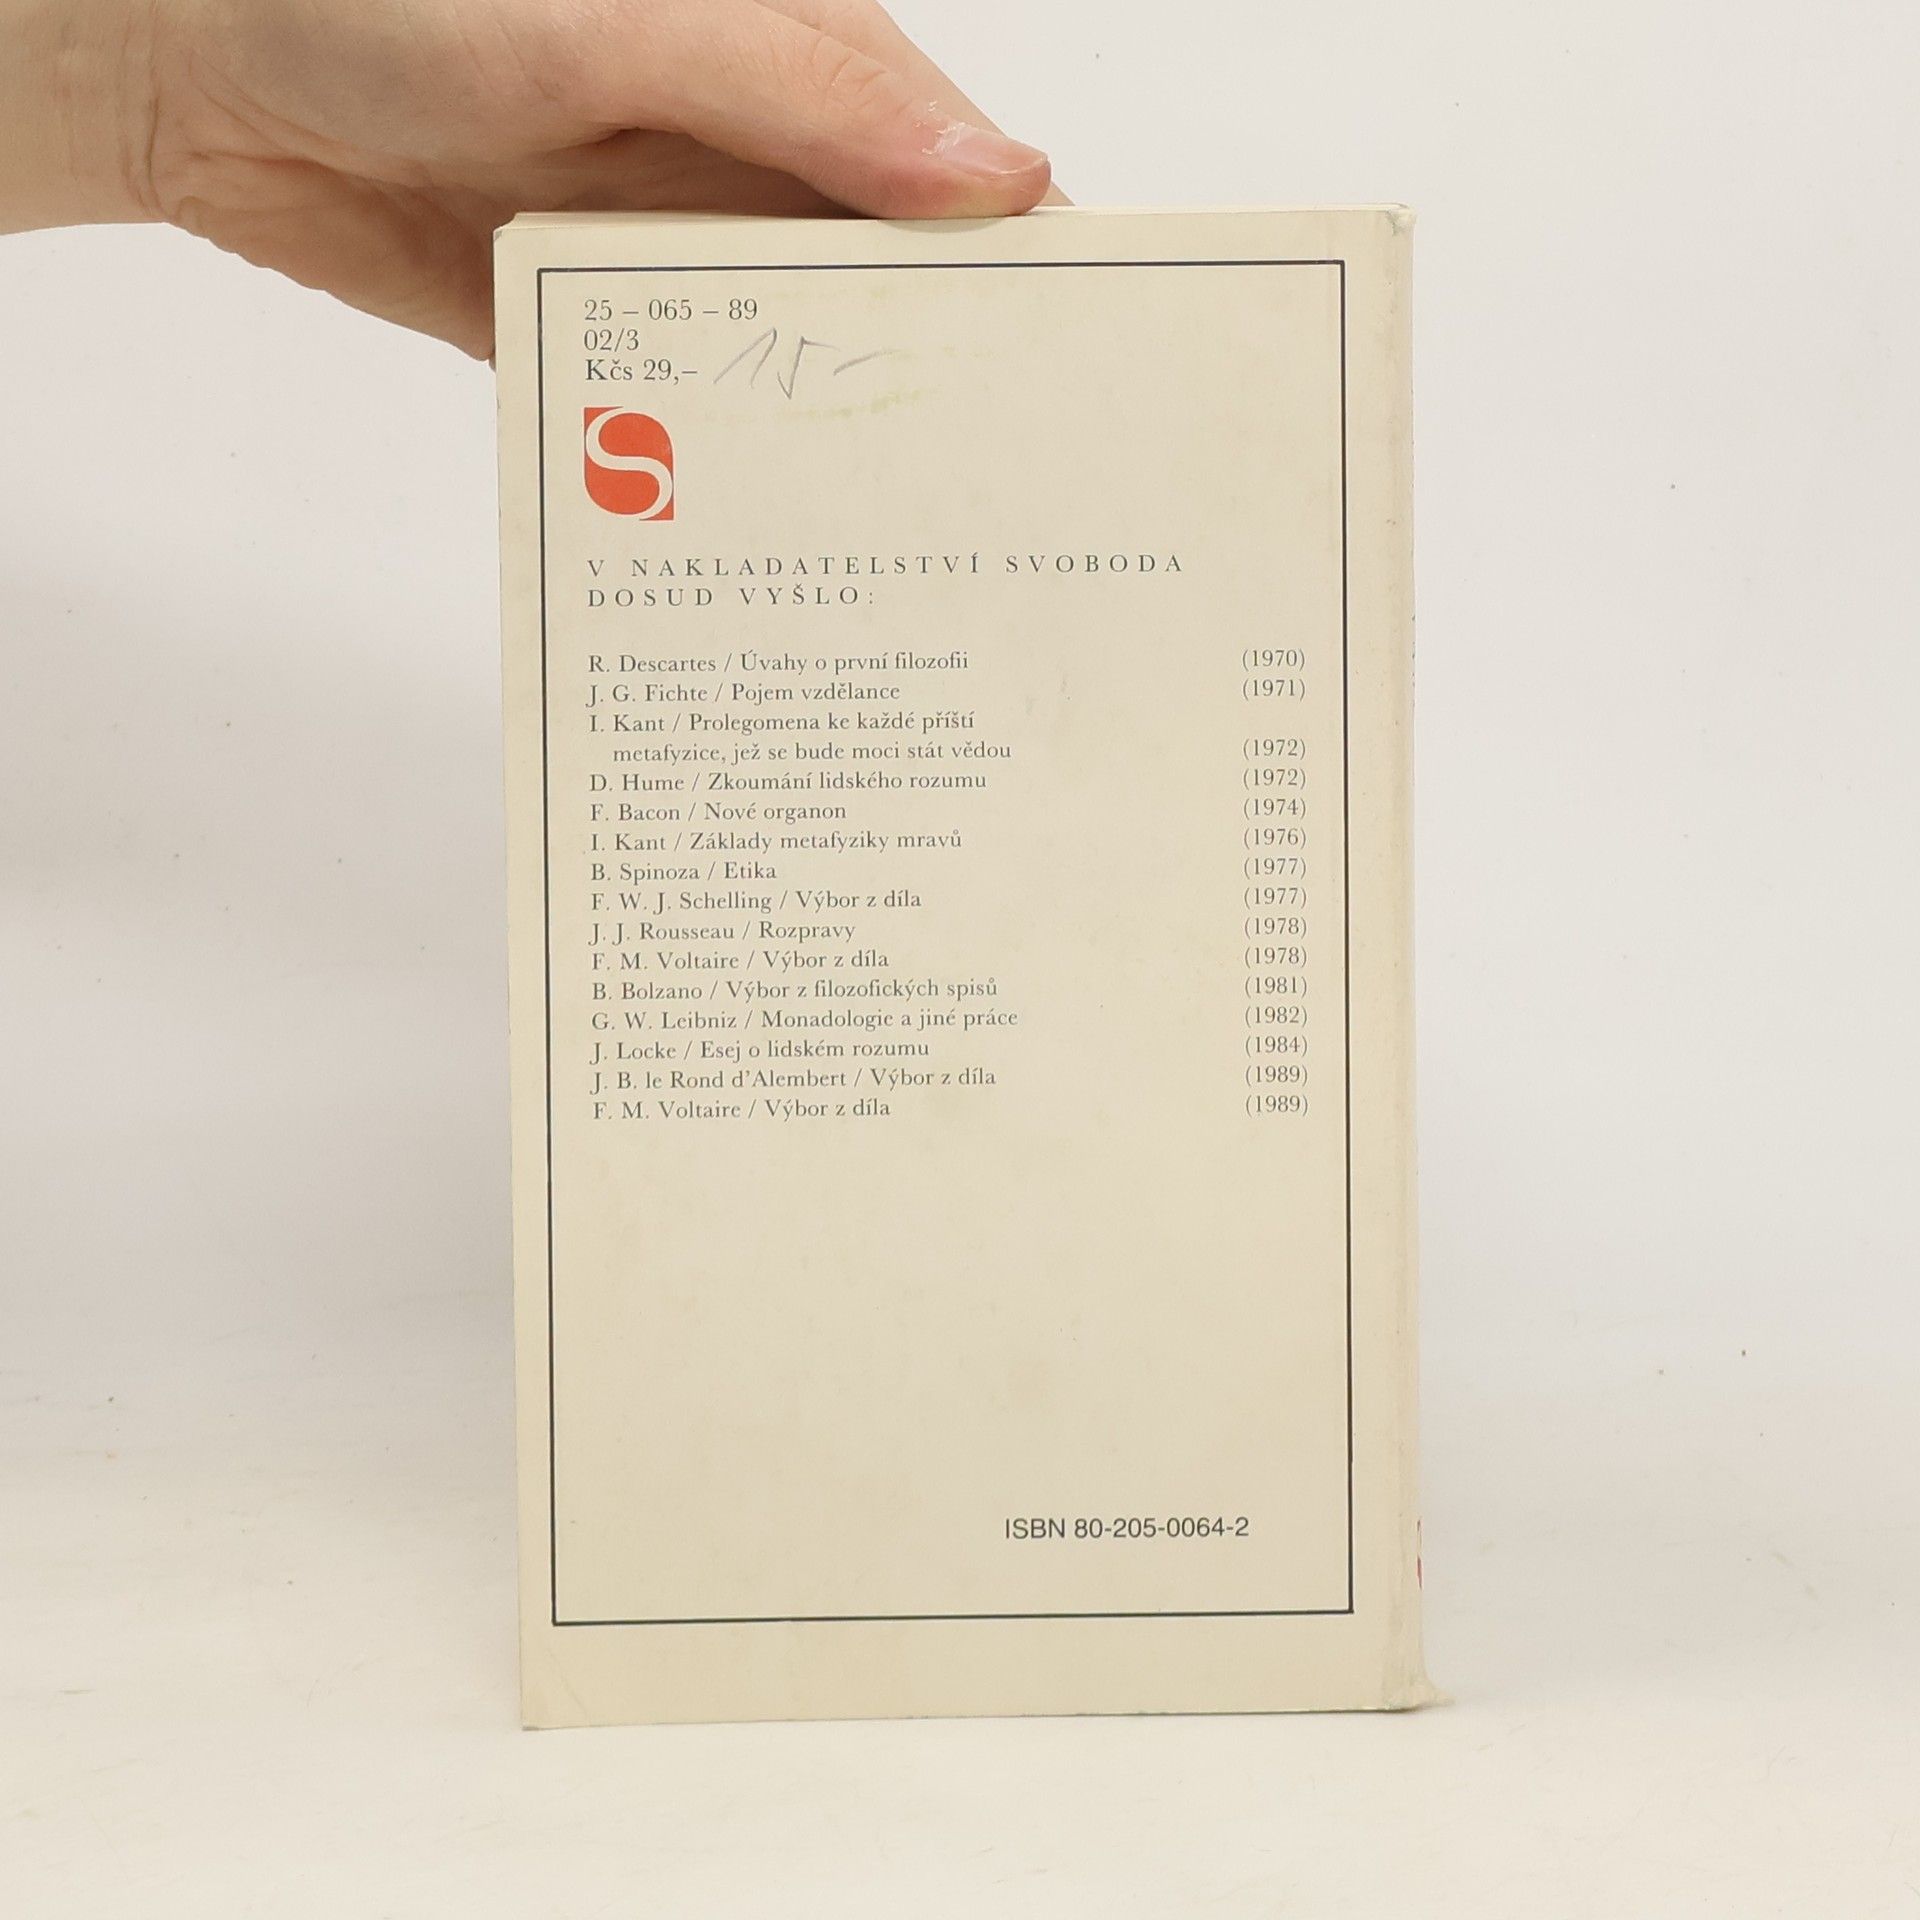 25 – 065 – 89
02/3
Kčs 29,– 15–
S
V NAKLADATELSTVÍ SVOBODA
DOSUD VYŠLO:
R. Descartes / Úvahy o první filozofii (1970)
J. G. Fichte / Pojem vzdělance (1971)
I. Kant / Prolegomena ke každé příští
metafyzice, jež se bude moci stát vědou (1972)
D. Hume / Zkoumání lidského rozumu (1972)
F. Bacon / Nové organon (1974)
I. Kant / Základy metafyziky mravů (1976)
B. Spinoza / Etika (1977)
F. W. J. Schelling / Výbor z díla (1977)
J. J. Rousseau / Rozpravy (1978)
F. M. Voltaire / Výbor z díla (1978)
B. Bolzano / Výbor z filozofických spisů (1981)
G. W. Leibniz / Monadologie a jiné práce (1982)
J. Locke / Esej o lidském rozumu (1984)
J. B. le Rond d’Alembert / Výbor z díla (1989)
F. M. Voltaire / Výbor z díla (1989)
ISBN 80-205-0064-2